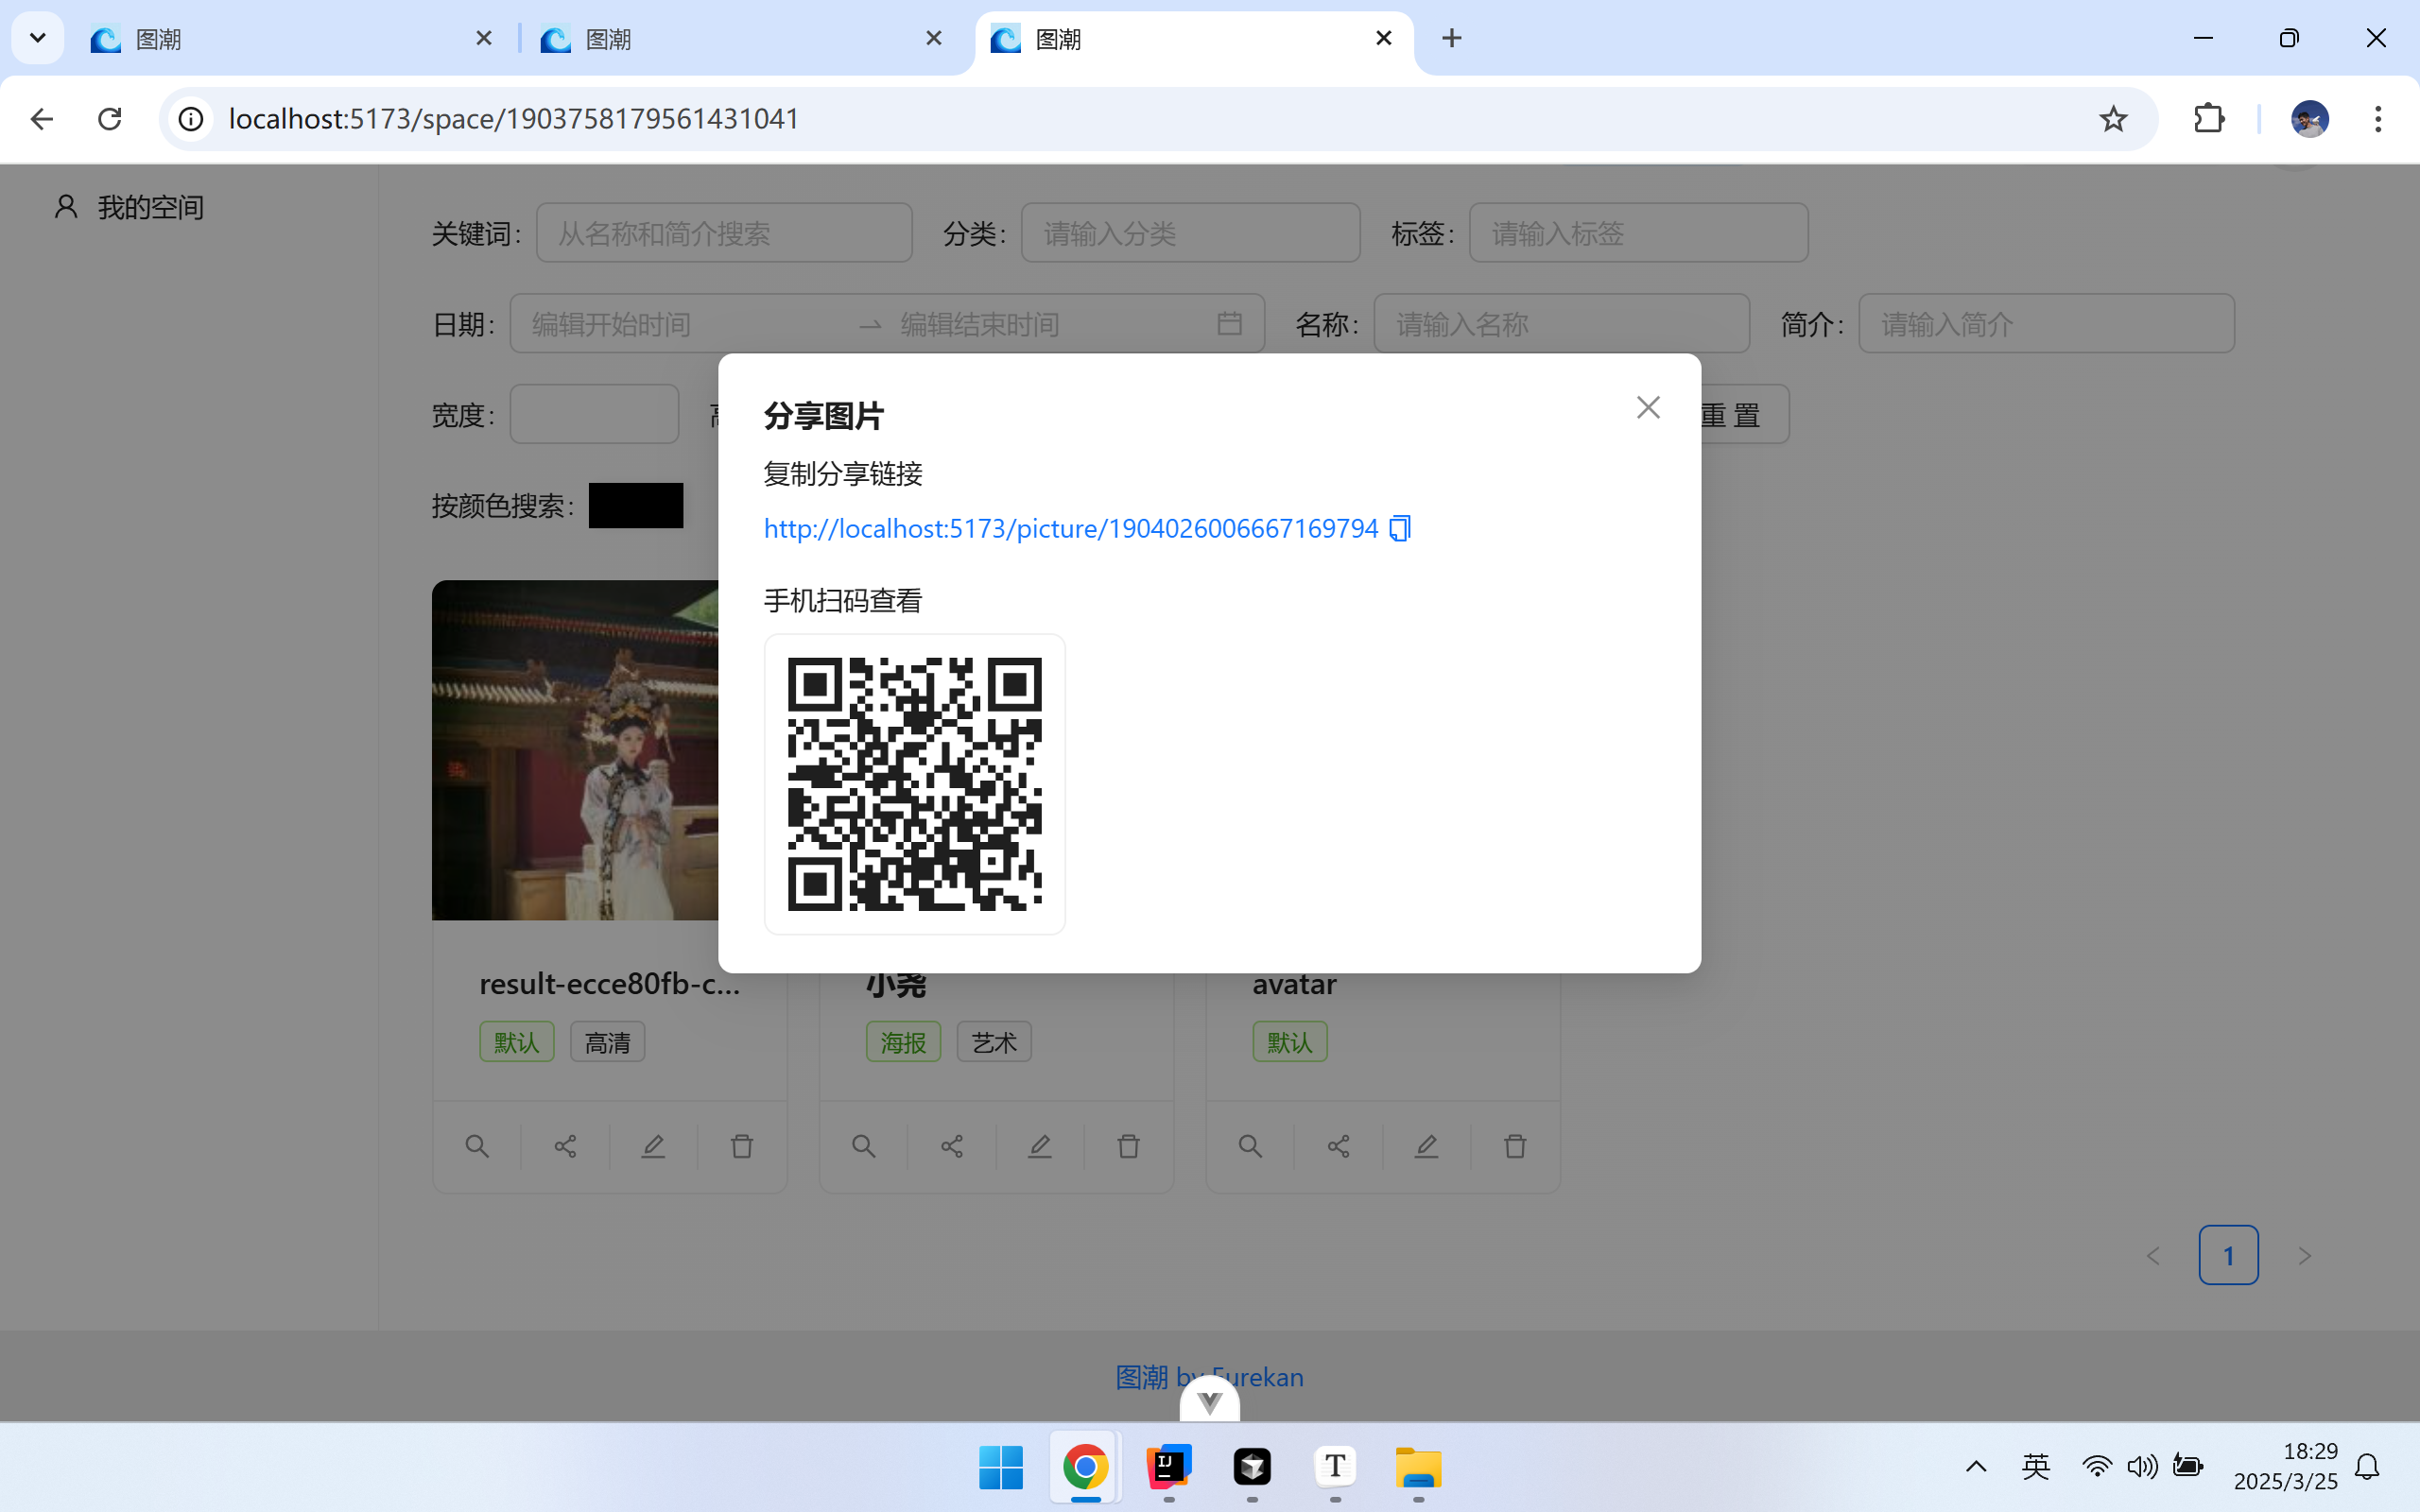 图潮
图潮
图潮
localhost:5173/space/1903758179561431041
我的空间
关键词: 从名称和简介搜索 分类: 请输入分类 标签: 请输入标签
日期: 编辑开始时间 编辑结束时间 名称: 请输入名称 简介: 请输入简介
宽度: 重 置
按颜色搜索:
分享图片
复制分享链接
http://localhost:5173/picture/1904026006667169794
手机扫码查看
result-ecce80fb-c... 小尧 avatar
默认 高清 海报 艺术 默认
1
图潮 by Eurekan
英
18:29
2025/3/25
IJ
T